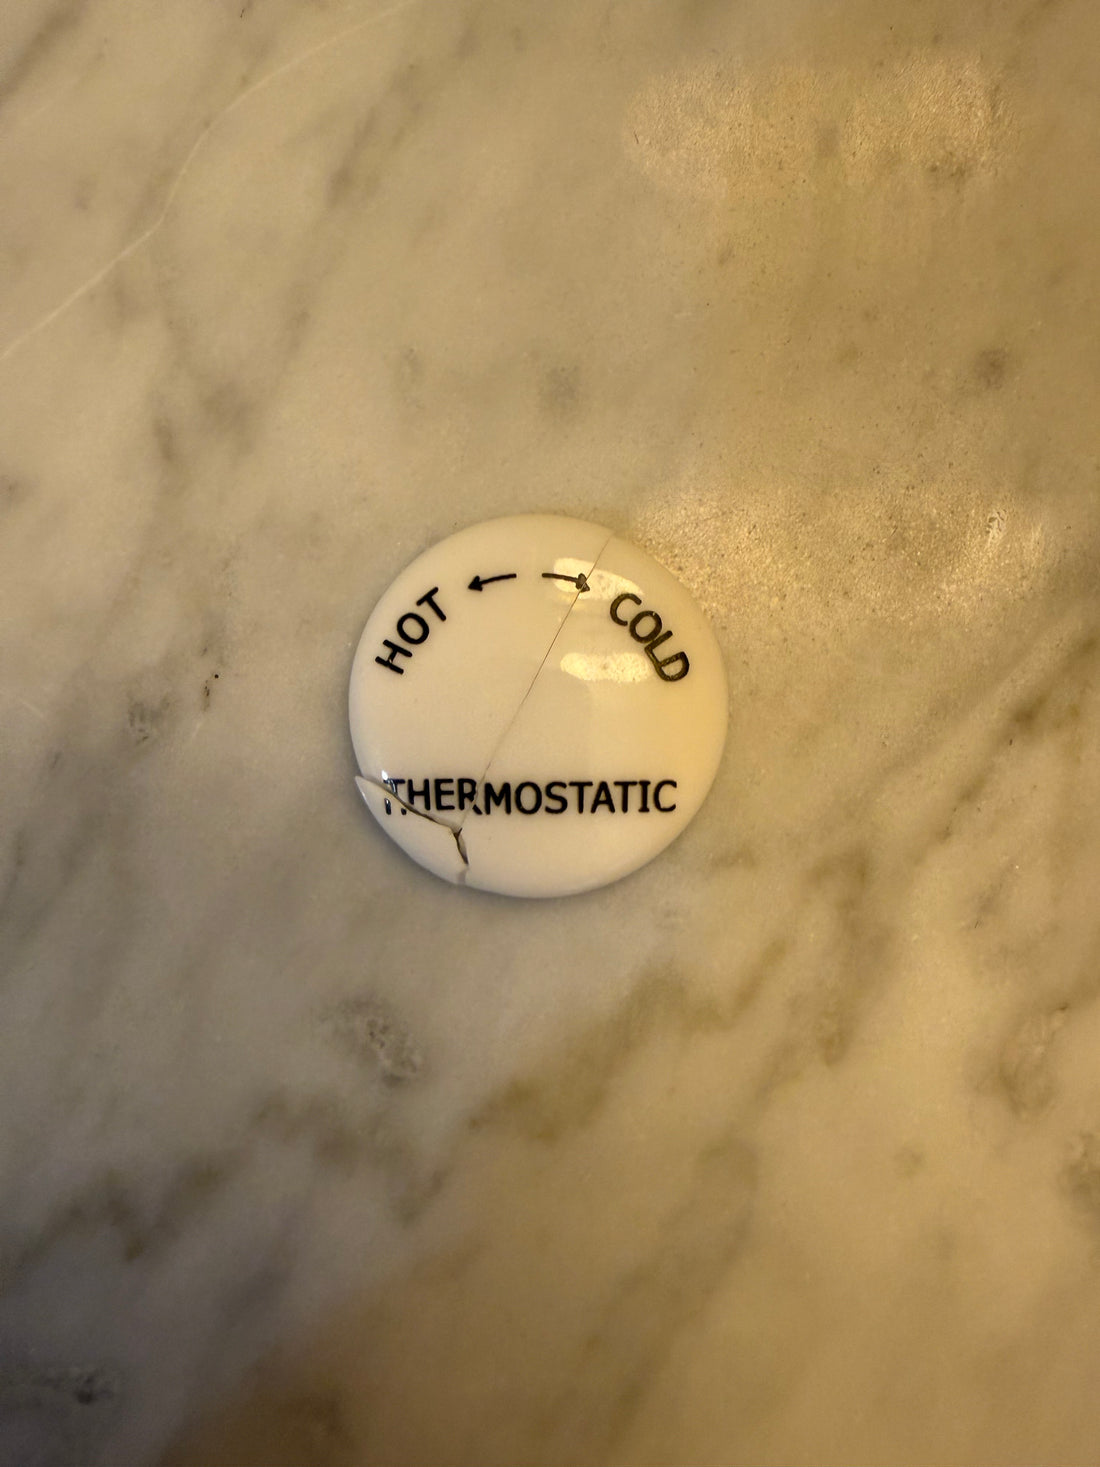 HOT ← → COLD
THERMOSTATIC